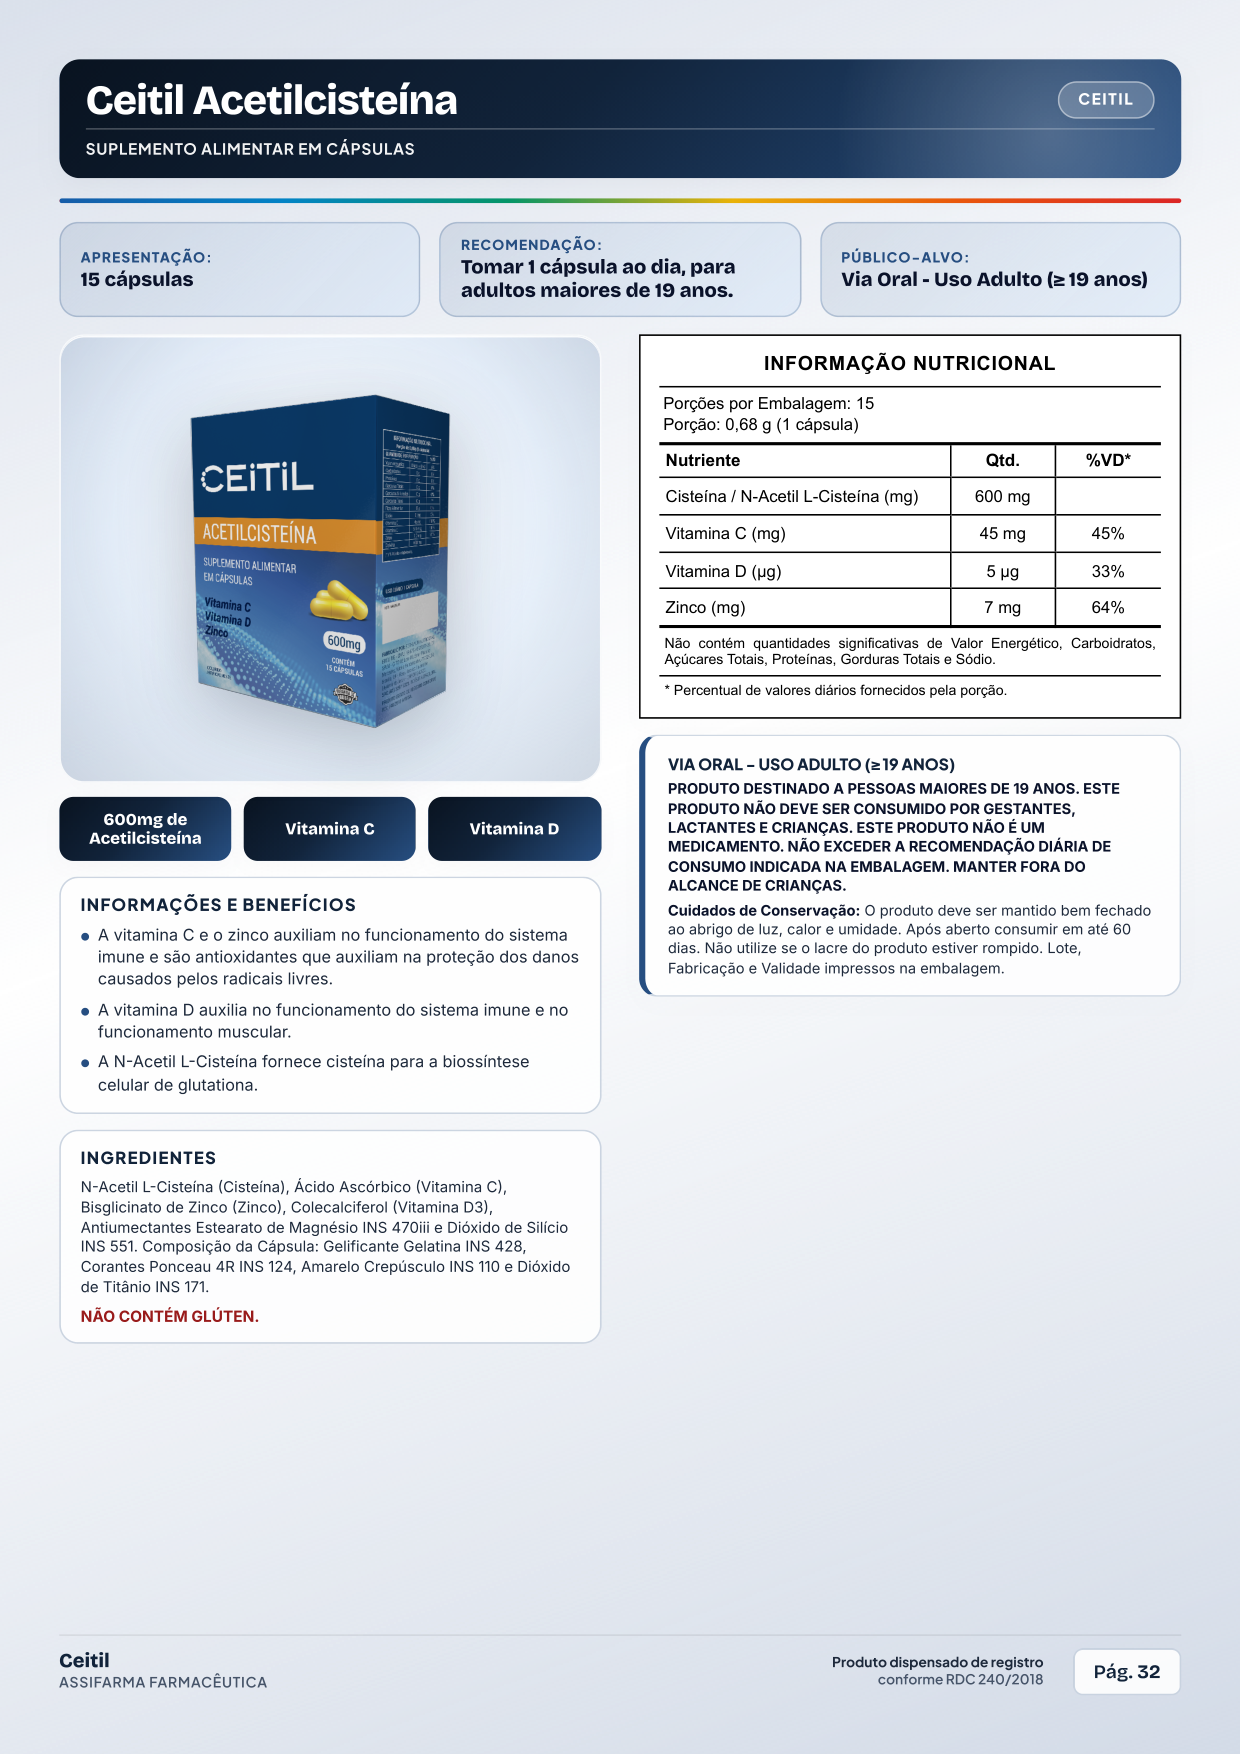 Ceitil Acetilcisteína
CEITIL
SUPLEMENTO ALIMENTAR EM CÁPSULAS
APRESENTAÇÃO:
15 cápsulas
RECOMENDAÇÃO:
Tomar 1 cápsula ao dia, para
adultos maiores de 19 anos.
PÚBLICO-ALVO:
Via Oral - Uso Adulto (≥ 19 anos)
CEiTiL
ACETILCISTEÍNA
SUPLEMENTO ALIMENTAR
EM CÁPSULAS
Vitamina C
Vitamina D
Zinco
600mg
CONTÉM
15 CÁPSULAS
600mg de
Acetilcisteína
Vitamina C
Vitamina D
INFORMAÇÕES E BENEFÍCIOS
• A vitamina C e o zinco auxiliam no funcionamento do sistema
imune e são antioxidantes que auxiliam na proteção dos danos
causados pelos radicais livres.
• A vitamina D auxilia no funcionamento do sistema imune e no
funcionamento muscular.
• A N-Acetil L-Cisteína fornece cisteína para a biossíntese
celular de glutationa.
INGREDIENTES
N-Acetil L-Cisteína (Cisteína), Ácido Ascórbico (Vitamina C),
Bisglicinato de Zinco (Zinco), Colecalciferol (Vitamina D3),
Antiumectantes Estearato de Magnésio INS 470iii e Dióxido de Silício
INS 551. Composição da Cápsula: Gelificante Gelatina INS 428,
Corantes Ponceau 4R INS 124, Amarelo Crepúsculo INS 110 e Dióxido
de Titânio INS 171.
NÃO CONTÉM GLÚTEN.
INFORMAÇÃO NUTRICIONAL
Porções por Embalagem: 15
Porção: 0,68 g (1 cápsula)
Nutriente Qtd. %VD*
Cisteína / N-Acetil L-Cisteína (mg) 600 mg
Vitamina C (mg) 45 mg 45%
Vitamina D (µg) 5 µg 33%
Zinco (mg) 7 mg 64%
Não contém quantidades significativas de Valor Energético, Carboidratos,
Açúcares Totais, Proteínas, Gorduras Totais e Sódio.
* Percentual de valores diários fornecidos pela porção.
VIA ORAL – USO ADULTO (≥ 19 ANOS)
PRODUTO DESTINADO A PESSOAS MAIORES DE 19 ANOS. ESTE
PRODUTO NÃO DEVE SER CONSUMIDO POR GESTANTES,
LACTANTES E CRIANÇAS. ESTE PRODUTO NÃO É UM
MEDICAMENTO. NÃO EXCEDER A RECOMENDAÇÃO DIÁRIA DE
CONSUMO INDICADA NA EMBALAGEM. MANTER FORA DO
ALCANCE DE CRIANÇAS.
Cuidados de Conservação: O produto deve ser mantido bem fechado
ao abrigo de luz, calor e umidade. Após aberto consumir em até 60
dias. Não utilize se o lacre do produto estiver rompido. Lote,
Fabricação e Validade impressos na embalagem.
Ceitil
ASSIFARMA FARMACÊUTICA
Produto dispensado de registro
conforme RDC 240/2018
Pág. 32